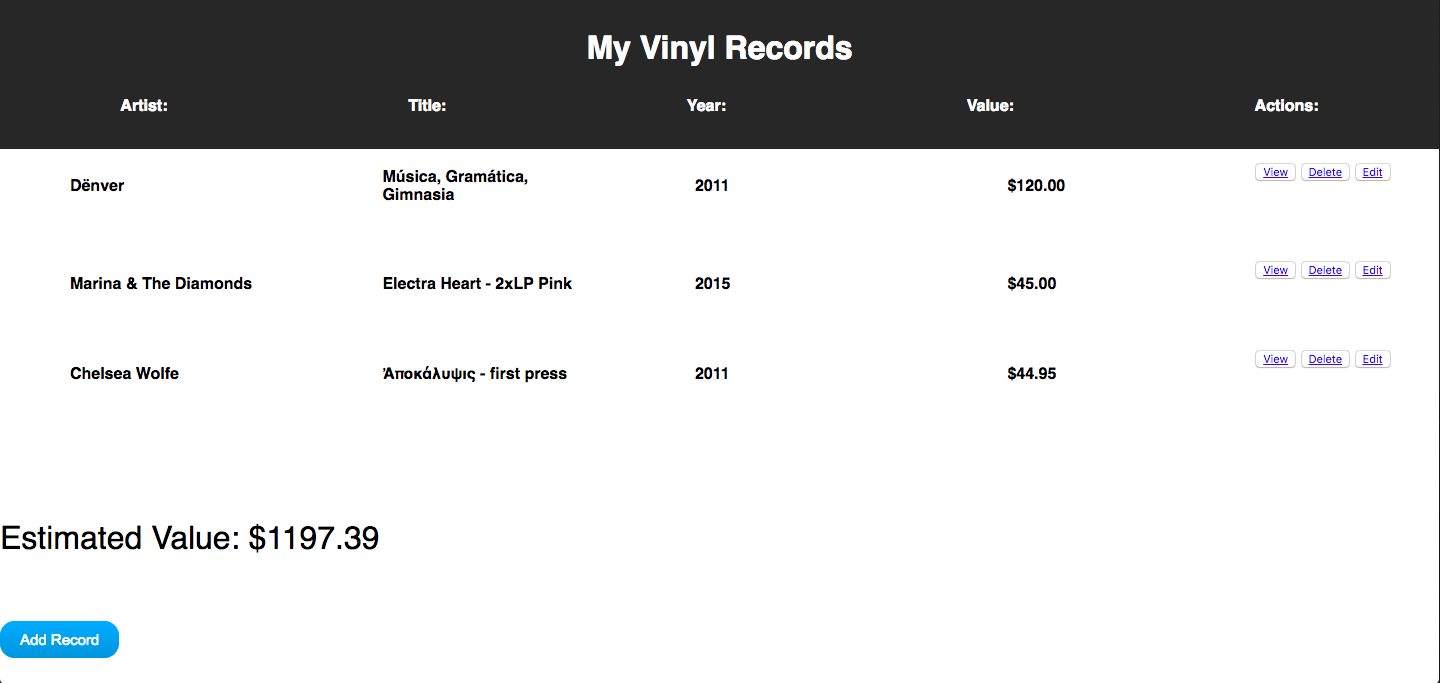 My Vinyl Records
Artist: Title: Year: Value: Actions:
Dënver Música, Gramática, 2011 $120.00 View Delete Edit
Gimnasia
Marina & The Diamonds Electra Heart - 2xLP Pink 2015 $45.00 View Delete Edit
Chelsea Wolfe Ἀποκάλυψις - first press 2011 $44.95 View Delete Edit
Estimated Value: $1197.39
Add Record